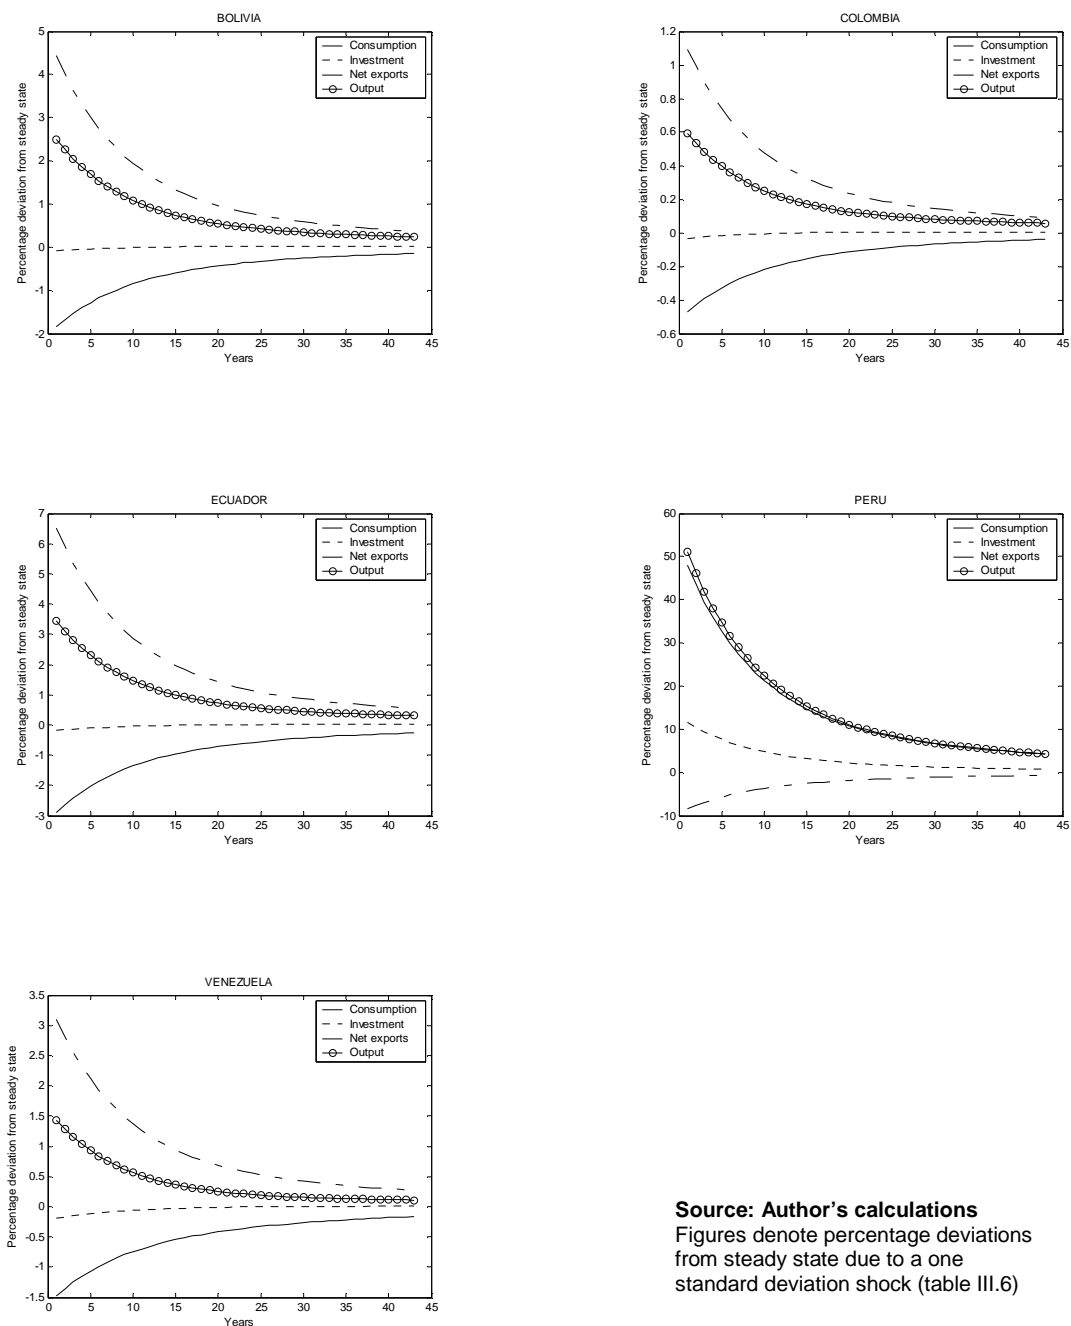 BOLIVIA
5
4
3
2
1
0
-1
-2
0 5 10 15 20 25 30 35 40 45
Years
Percentage deviation from steady state
Consumption
Investment
Net exports
Output
COLOMBIA
1.2
1
0.8
0.6
0.4
0.2
0
-0.2
-0.4
-0.6
0 5 10 15 20 25 30 35 40 45
Years
Percentage deviation from steady state
Consumption
Investment
Net exports
Output
ECUADOR
7
6
5
4
3
2
1
0
-1
-2
-3
0 5 10 15 20 25 30 35 40 45
Years
Percentage deviation from steady state
Consumption
Investment
Net exports
Output
PERU
60
50
40
30
20
10
0
-10
0 5 10 15 20 25 30 35 40 45
Years
Percentage deviation from steady state
Consumption
Investment
Net exports
Output
VENEZUELA
3.5
3
2.5
2
1.5
1
0.5
0
-0.5
-1
-1.5
0 5 10 15 20 25 30 35 40 45
Years
Percentage deviation from steady state
Consumption
Investment
Net exports
Output
Source: Author's calculations
Figures denote percentage deviations
from steady state due to a one
standard deviation shock (table III.6)